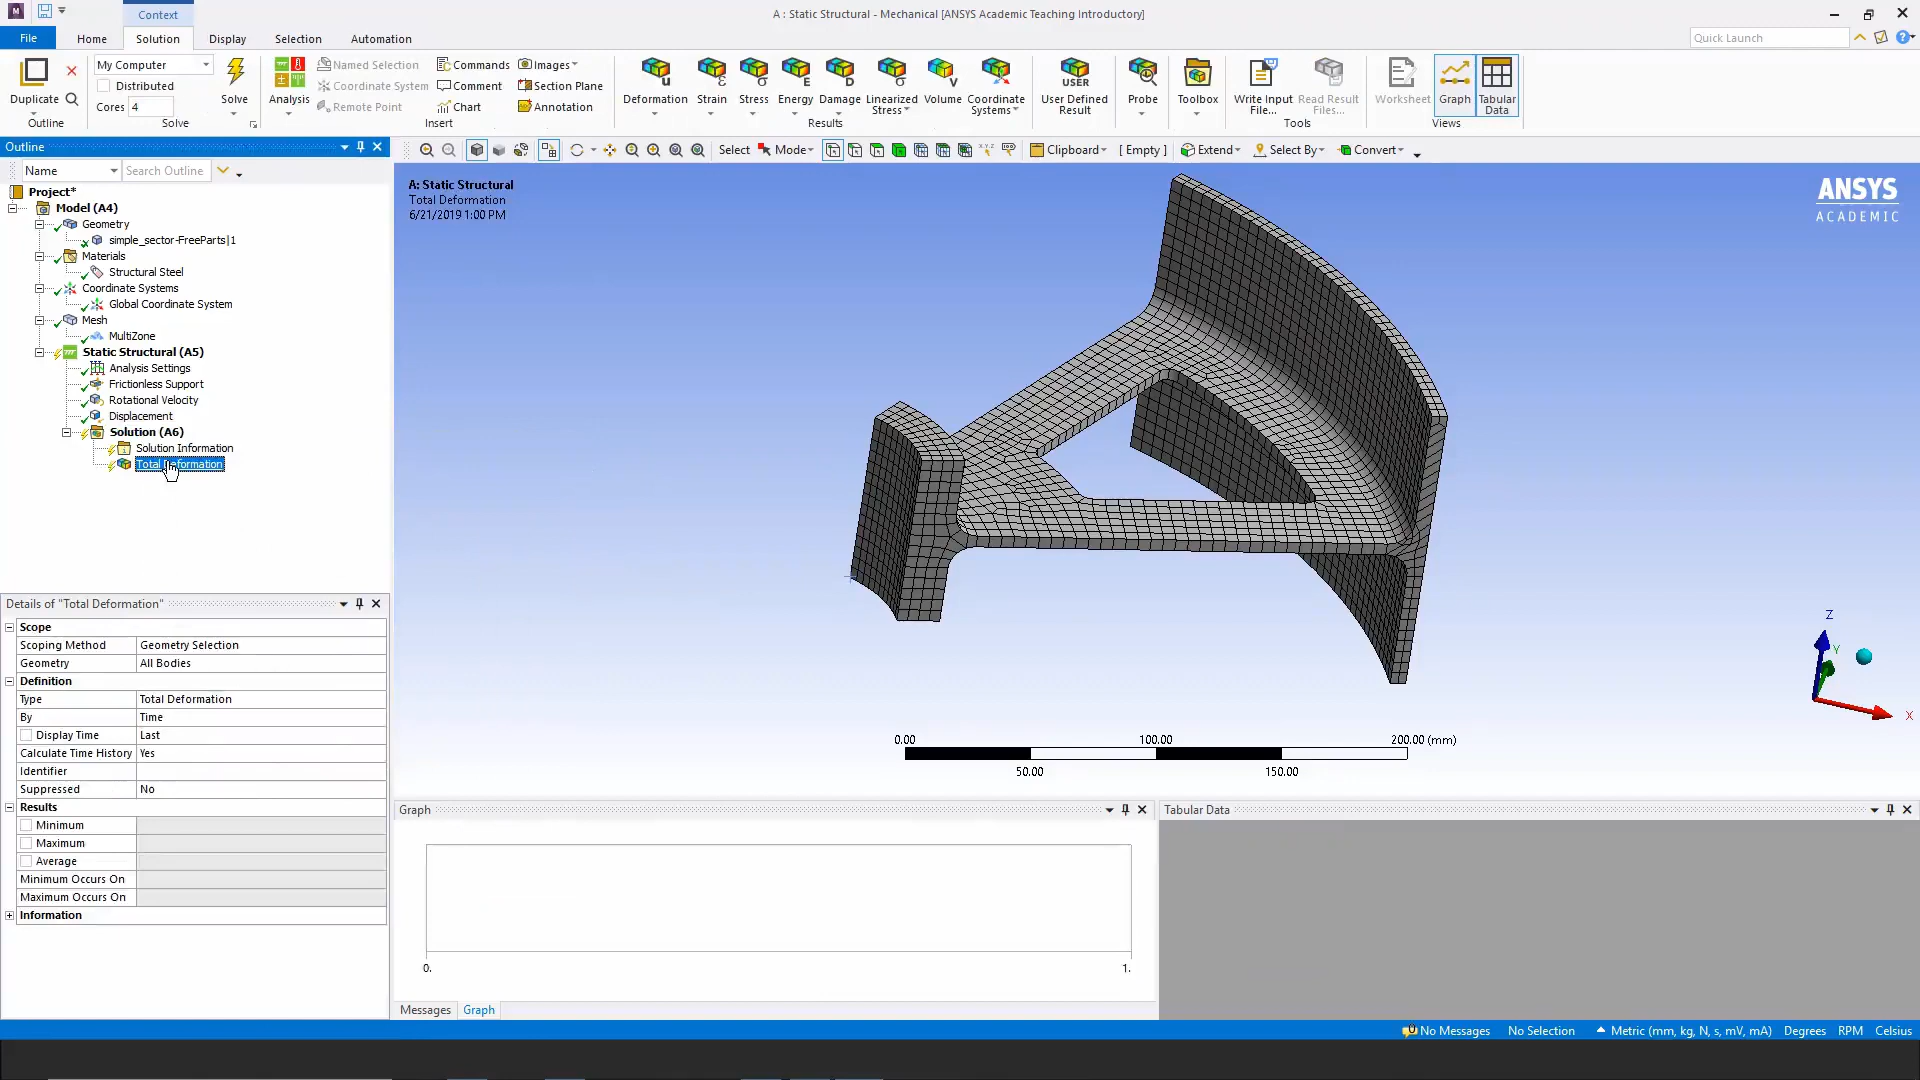 Context
A : Static Structural - Mechanical [ANSYS Academic Teaching Introductory]
File Home Solution Display Selection Automation
Quick Launch
Duplicate
Outline
My Computer
Distributed
Cores 4
Solve
Solve
Analysis
Named Selection
Coordinate System
Remote Point
Commands
Comment
Chart
Images
Section Plane
Annotation
Insert
Deformation
Strain
Stress
Energy
Damage
Linearized Stress
Volume
Coordinate Systems
Results
User Defined Result
Probe
Toolbox
Write Input File...
Read Result Files...
Tools
Worksheet
Graph
Tabular Data
Views
Outline
Select Mode Clipboard [ Empty ] Extend Select By Convert
Name
Search Outline
Project*
Model (A4)
Geometry
simple_sector-FreeParts|1
Materials
Structural Steel
Coordinate Systems
Global Coordinate System
Mesh
MultiZone
Static Structural (A5)
Analysis Settings
Frictionless Support
Rotational Velocity
Displacement
Solution (A6)
Solution Information
Total Deformation
A: Static Structural
Total Deformation
6/21/2019 1:00 PM
ANSYS
ACADEMIC
Z
Y
X
0.00 100.00 200.00 (mm)
50.00 150.00
Details of "Total Deformation"
Scope
Scoping Method Geometry Selection
Geometry All Bodies
Definition
Type Total Deformation
By Time
Display Time Last
Calculate Time History Yes
Identifier
Suppressed No
Results
Minimum
Maximum
Average
Minimum Occurs On
Maximum Occurs On
Information
Graph
0. 1.
Messages Graph
Tabular Data
No Messages No Selection Metric (mm, kg, N, s, mV, mA) Degrees RPM Celsius